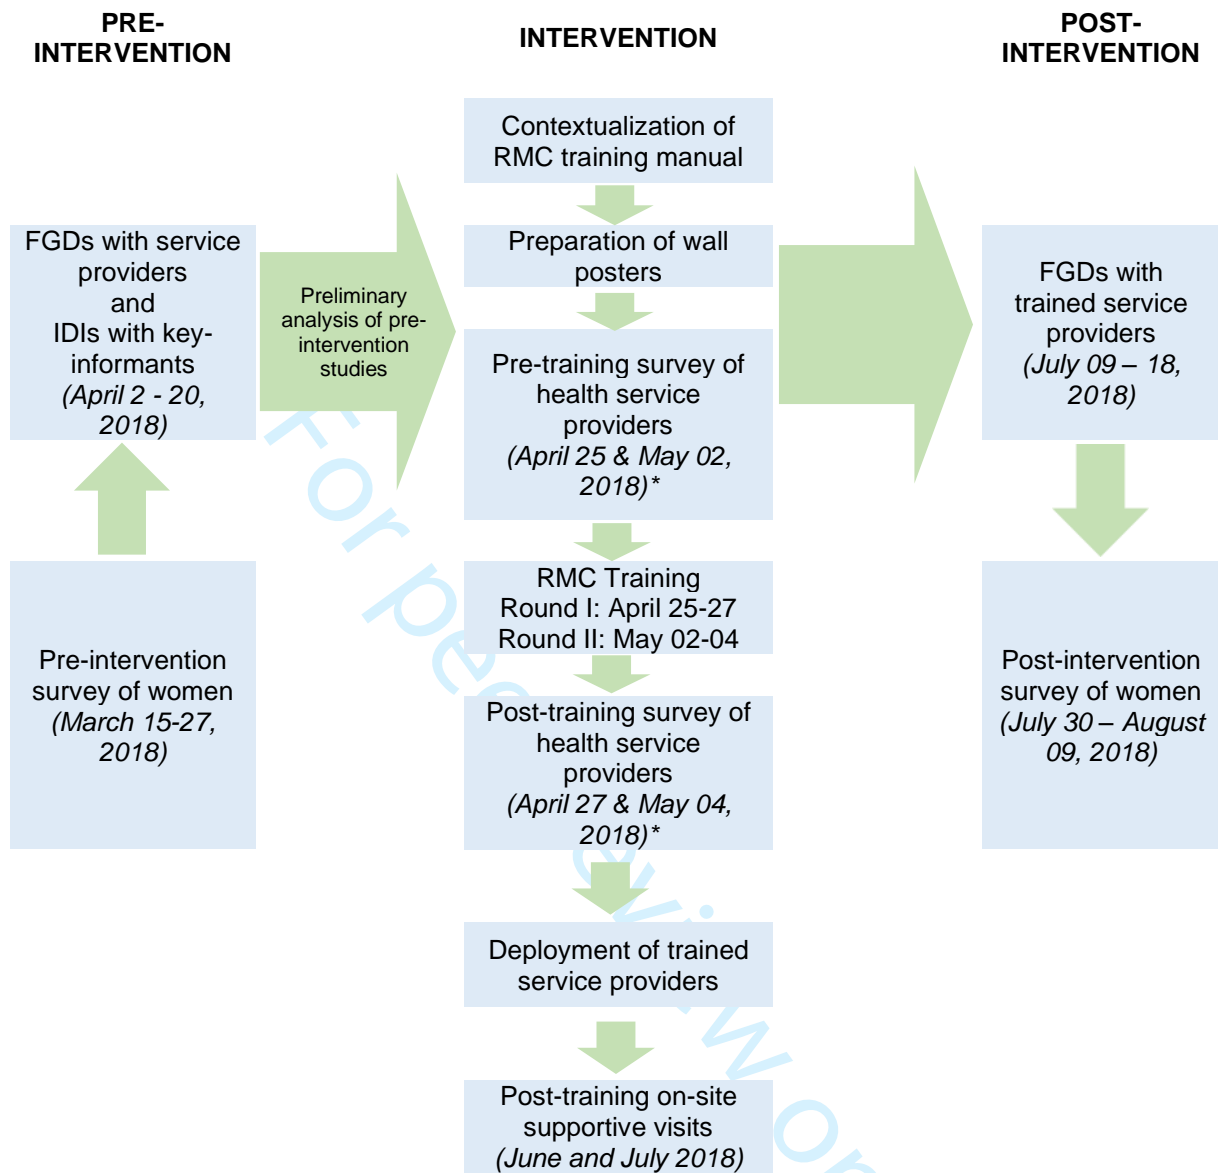 PRE-
INTERVENTION
INTERVENTION
POST-
INTERVENTION
FGDs with service
providers
and
IDIs with key-
informants
(April 2 - 20,
2018)
Pre-intervention
survey of women
(March 15-27,
2018)
Preliminary
analysis of pre-
intervention
studies
Contextualization of
RMC training manual
Preparation of wall
posters
Pre-training survey of
health service
providers
(April 25 & May 02,
2018)*
RMC Training
Round I: April 25-27
Round II: May 02-04
Post-training survey of
health service
providers
(April 27 & May 04,
2018)*
Deployment of trained
service providers
Post-training on-site
supportive visits
(June and July 2018)
FGDs with
trained service
providers
(July 09 – 18,
2018)
Post-intervention
survey of women
(July 30 – August
09, 2018)
For pee